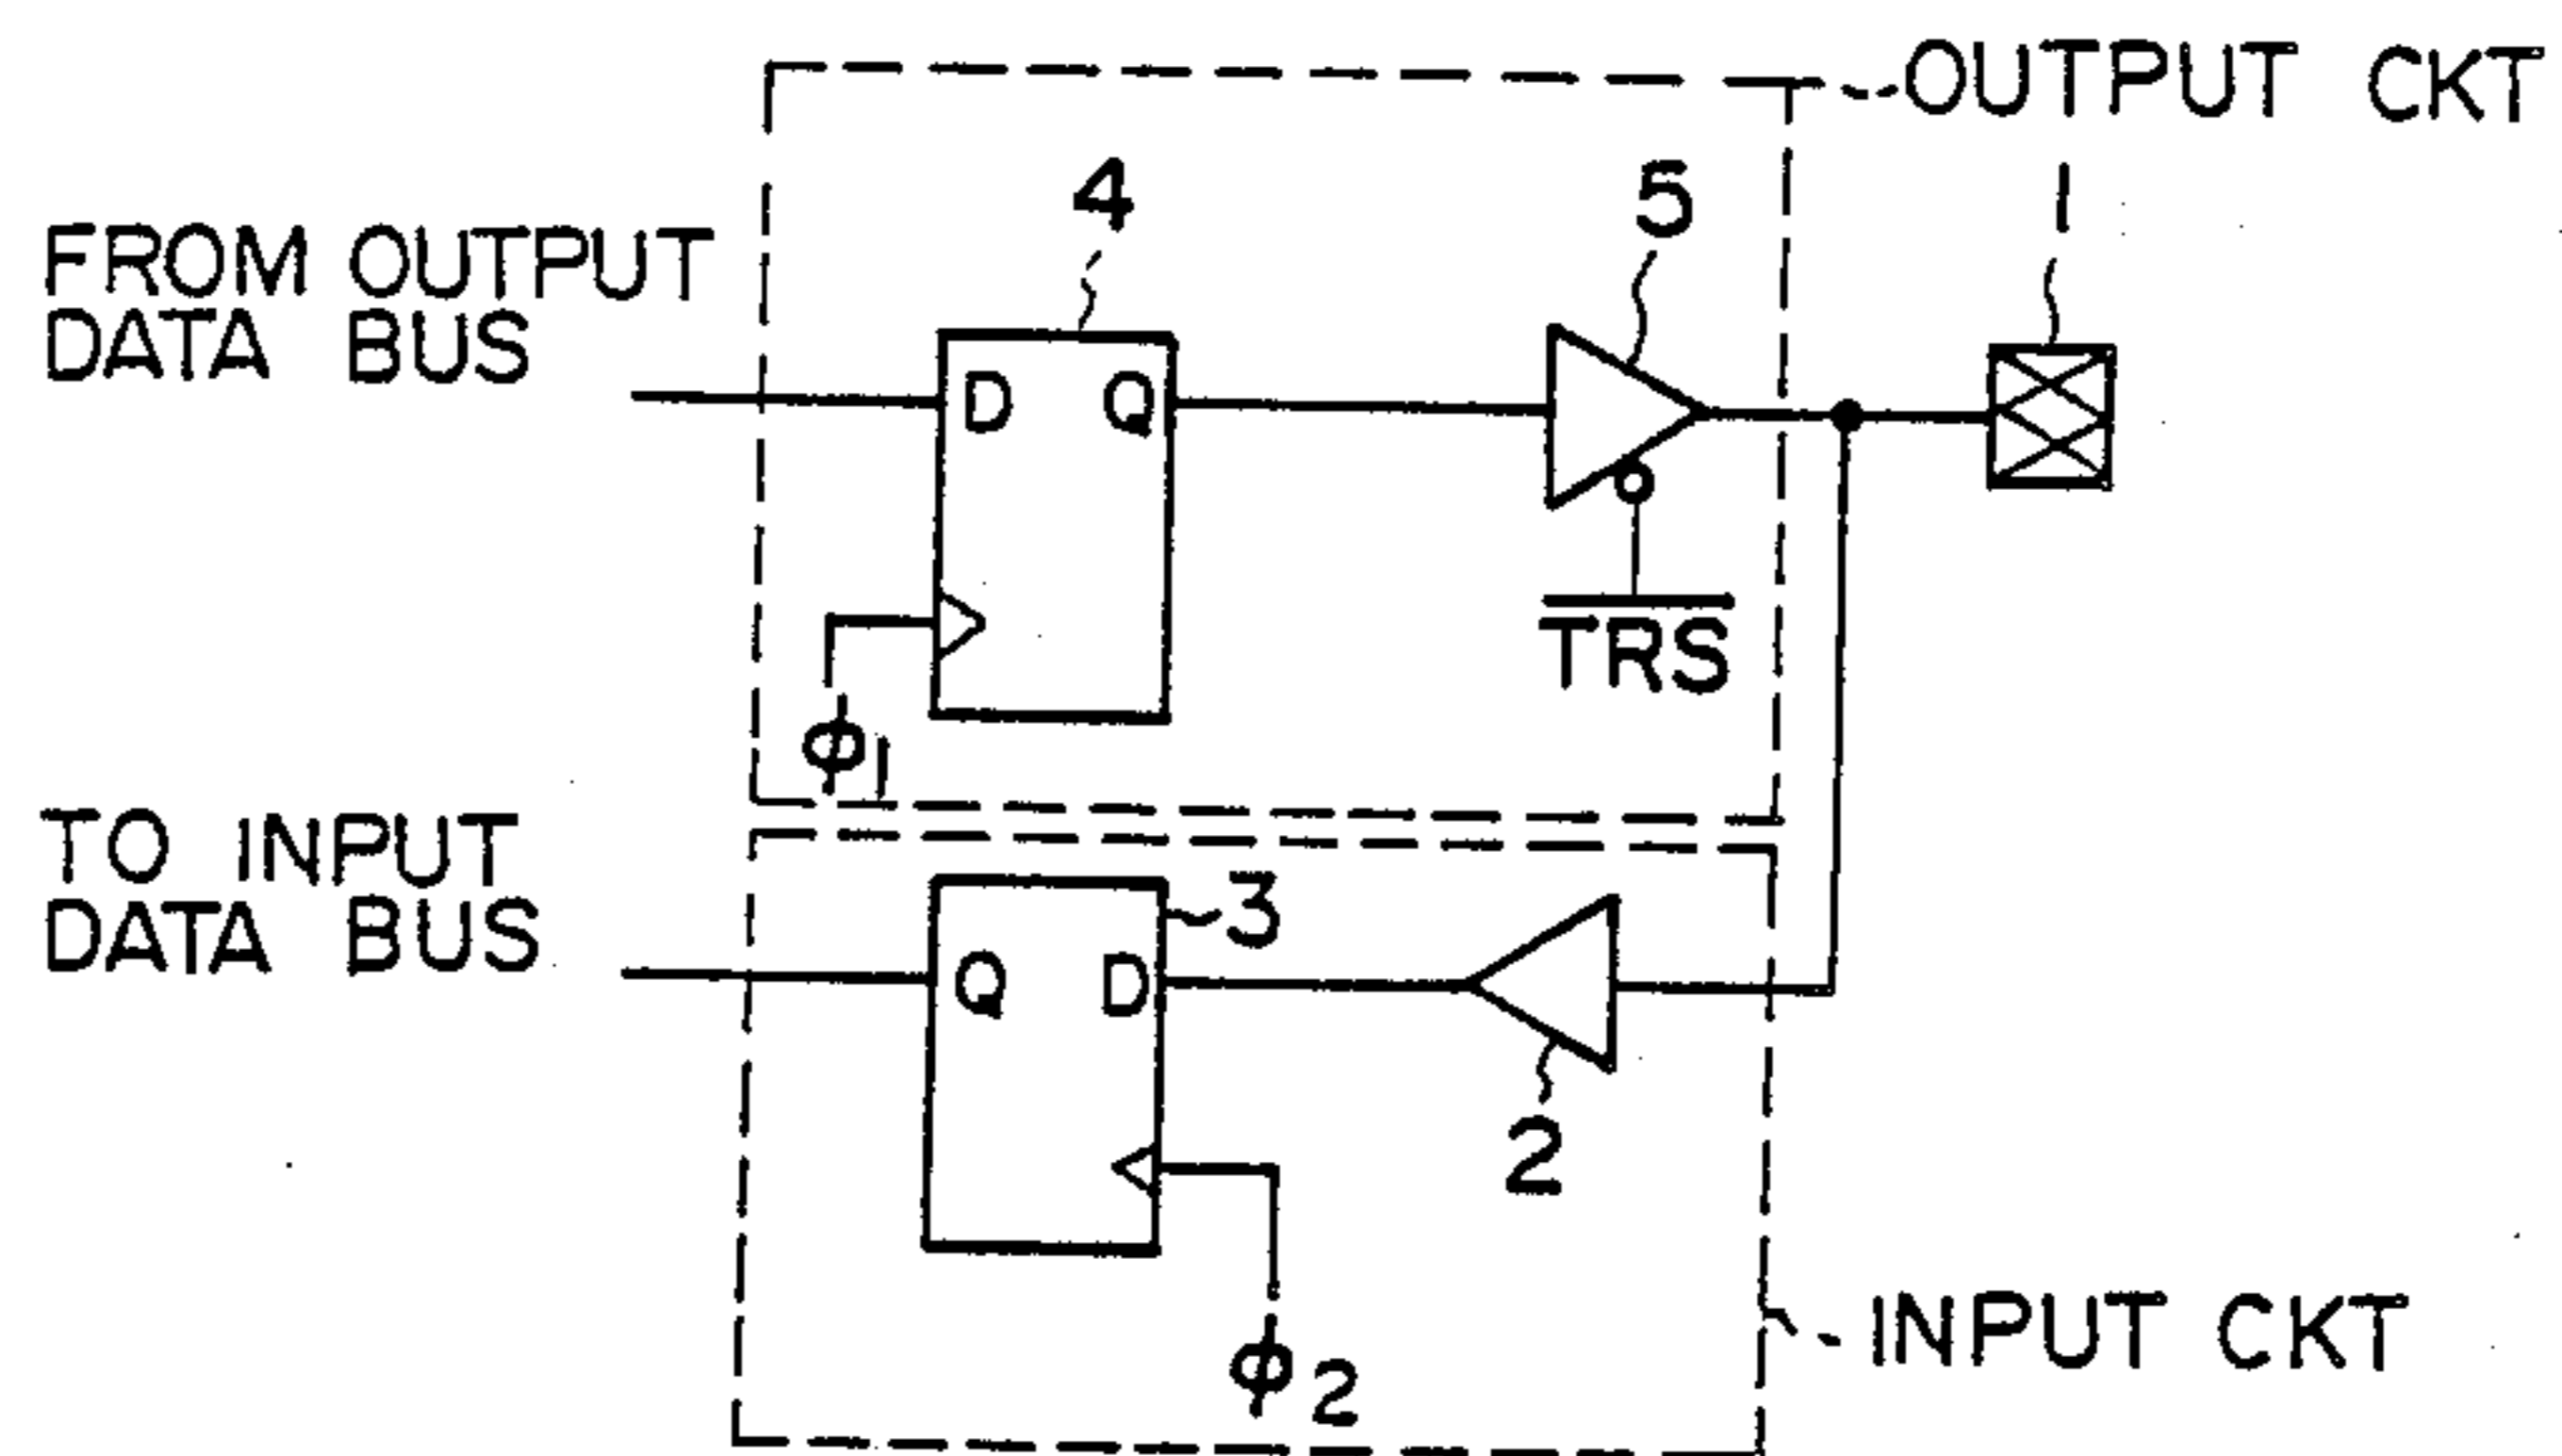 OUTPUT CKT
4
5
1
FROM OUTPUT
DATA BUS
D Q
T̅R̅S̅
φ1
TO INPUT
DATA BUS
3
Q D
2
φ2
INPUT CKT